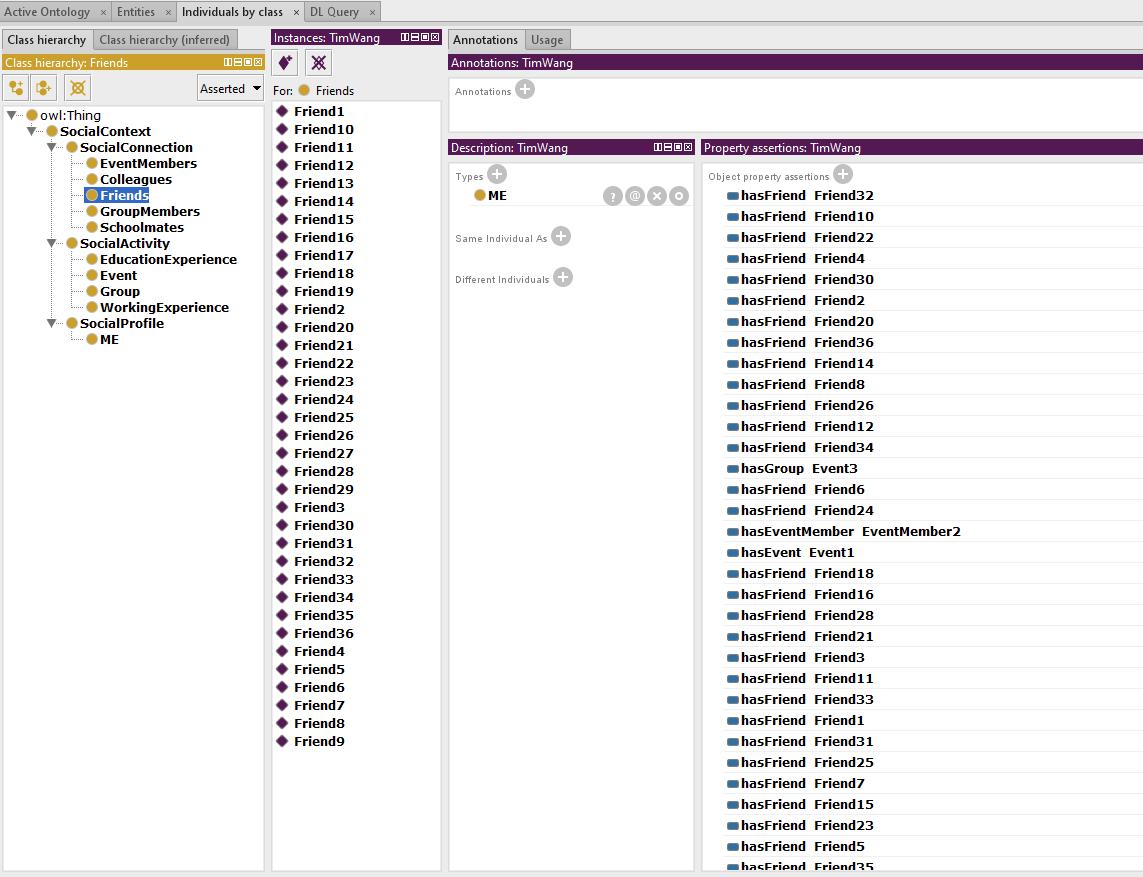 Active Ontology × Entities × Individuals by class × DL Query ×
Class hierarchy Class hierarchy (inferred)
Class hierarchy: Friends
Asserted
owl:Thing
SocialContext
SocialConnection
EventMembers
Colleagues
Friends
GroupMembers
Schoolmates
SocialActivity
EducationExperience
Event
Group
WorkingExperience
SocialProfile
ME
Instances: TimWang
For: Friends
Friend1
Friend10
Friend11
Friend12
Friend13
Friend14
Friend15
Friend16
Friend17
Friend18
Friend19
Friend2
Friend20
Friend21
Friend22
Friend23
Friend24
Friend25
Friend26
Friend27
Friend28
Friend29
Friend3
Friend30
Friend31
Friend32
Friend33
Friend34
Friend35
Friend36
Friend4
Friend5
Friend6
Friend7
Friend8
Friend9
Annotations Usage
Annotations: TimWang
Annotations
Description: TimWang
Types
ME
Same Individual As
Different Individuals
Property assertions: TimWang
Object property assertions
hasFriend Friend32
hasFriend Friend10
hasFriend Friend22
hasFriend Friend4
hasFriend Friend30
hasFriend Friend2
hasFriend Friend20
hasFriend Friend36
hasFriend Friend14
hasFriend Friend8
hasFriend Friend26
hasFriend Friend12
hasFriend Friend34
hasGroup Event3
hasFriend Friend6
hasFriend Friend24
hasEventMember EventMember2
hasEvent Event1
hasFriend Friend18
hasFriend Friend16
hasFriend Friend28
hasFriend Friend21
hasFriend Friend3
hasFriend Friend11
hasFriend Friend33
hasFriend Friend1
hasFriend Friend31
hasFriend Friend25
hasFriend Friend7
hasFriend Friend15
hasFriend Friend23
hasFriend Friend5
hasFriend Friend35